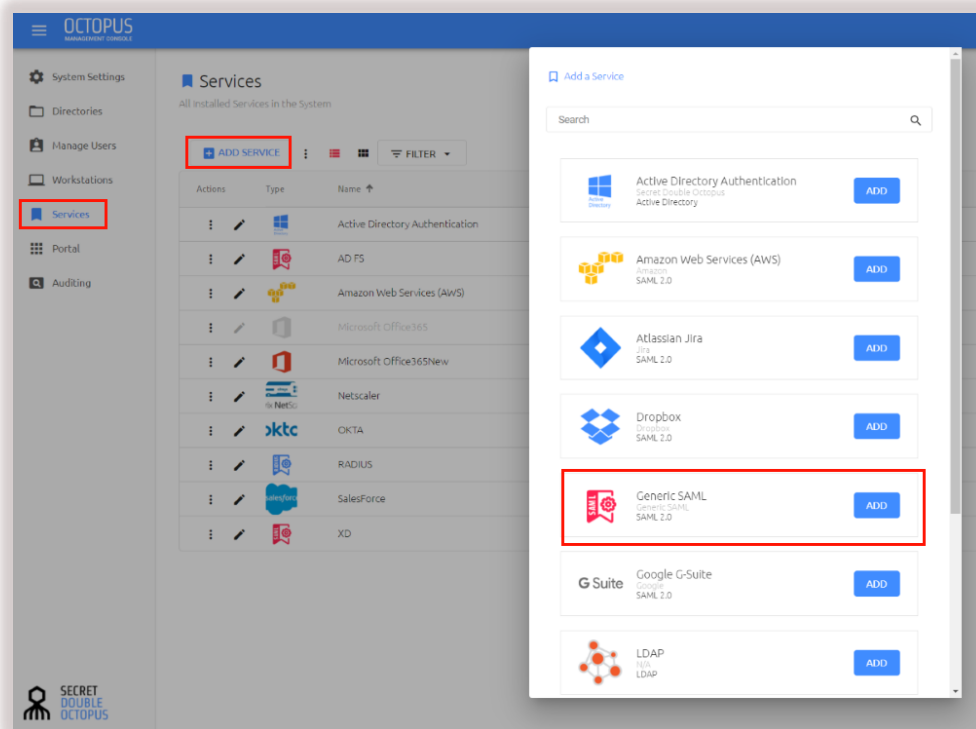 OCTOPUS
MANAGEMENT CONSOLE
System Settings
Directories
Manage Users
Workstations
Services
Portal
Auditing
SECRET
DOUBLE
OCTOPUS
Services
All Installed Services in the System
ADD SERVICE
FILTER
Actions Type Name
Active Directory Authentication
AD FS
Amazon Web Services (AWS)
Microsoft Office365
Microsoft Office365New
Netscaler
OKTA
RADIUS
salesforce SalesForce
XD
Add a Service
Search
Active Directory
Active Directory Authentication
Secret Double Octopus
Active Directory
ADD
Amazon Web Services (AWS)
Amazon
SAML 2.0
ADD
Atlassian Jira
Jira
SAML 2.0
ADD
Dropbox
Dropbox
SAML 2.0
ADD
SAML
Generic SAML
Generic SAML
SAML 2.0
ADD
G Suite
Google G-Suite
Google
SAML 2.0
ADD
LDAP
N/A
LDAP
ADD